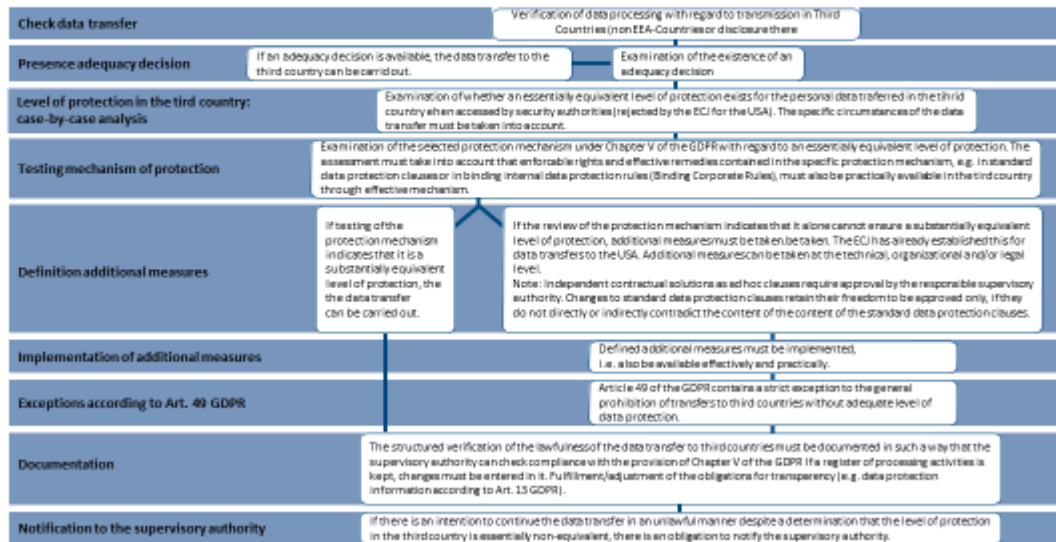 Check data transfer
Verification of data processing with regard to transmission in Third
Countries (non EEA-Countries or disclosure there
Presence adequacy decision
If an adequacy decision is available, the data transfer to the
third country can be carried out.
Examination of the existence of an
adequacy decision
Level of protection in the tird country:
case-by-case analysis
Examination of whether an essentially equivalent level of protection exists for the personal data traferred in the tihrid
country ehen accessed by security authorities (rejected by the ECJ for the USA). The specific circumstances of the data
transfer must be taken into account.
Testing mechanism of protection
Examination of the selected protection mechanism under Chapter V of the GDPR with regard to an essentially equivalent level of protection. The
assessment must take into account that enforceable rights and effective remedies contained in the specific protection mechanism, e.g. in standard
data protection clauses or in binding internal data protection rules (Binding Corporate Rules), must also be practically available in the tird country
through effective mechanism.
Definition additional measures
If testing of the
protection mechanism
indicates that it is a
substantially equivalent
level of protection, the
the data transfer
can be carried out.
If the review of the protection mechanism indicates that it alone cannot ensure a substantially equivalent
level of protection, additional measures must be taken.be taken. The ECJ has already established this for
data transfers to the USA. Additional measures can be taken at the technical, organizational and/or legal
level.
Note: Independent contractual solutions as ad hoc clauses require approval by the responsible supervisory
authority. Changes to standard data protection clauses retain their freedom to be approved only, if they
do not directly or indirectly contradict the content of the content of the standard data protection clauses.
Implementation of additional measures
Defined additional measures must be implemented,
i.e. also be available effectively and practically.
Exceptions according to Art. 49 GDPR
Article 49 of the GDPR contains a strict exception to the general
prohibition of transfers to third countries without adequate level of
data protection.
Documentation
The structured verification of the lawfulness of the data transfer to third countries must be documented in such a way that the
supervisory authority can check compliance with the provision of Chapter V of the GDPR If a register of processing activities is
kept, changes must be entered in it. Fulfillment/adjustment of the obligations for transparency (e.g. data protection
information according to Art. 13 GDPR).
Notification to the supervisory authority
If there is an intention to continue the data transfer in an unlawful manner despite a determination that the level of protection
in the third country is essentially non-equivalent, there is an obligation to notify the supervisory authority.